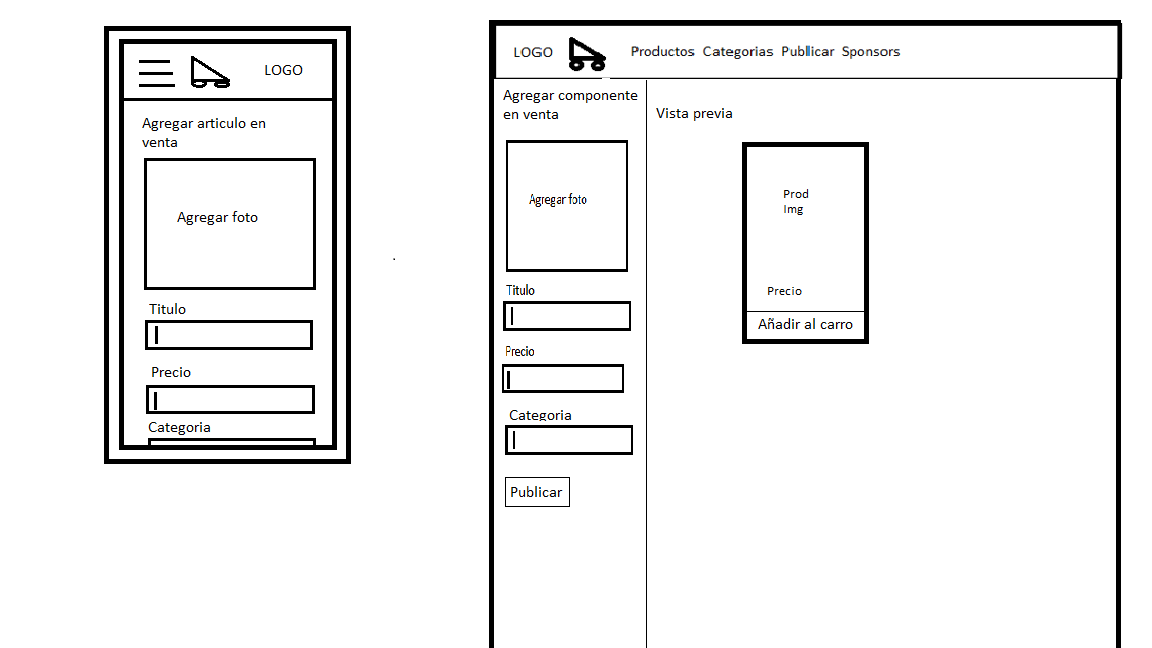 LOGO
Agregar articulo en
venta
Agregar foto
Titulo
Precio
Categoria
LOGO
Productos Categorias Publlicar Sponsors
Agregar componente
en venta
Agregar foto
Titulo
Precio
Categoria
Publicar
Vista previa
Prod
Img
Precio
Añadir al carro